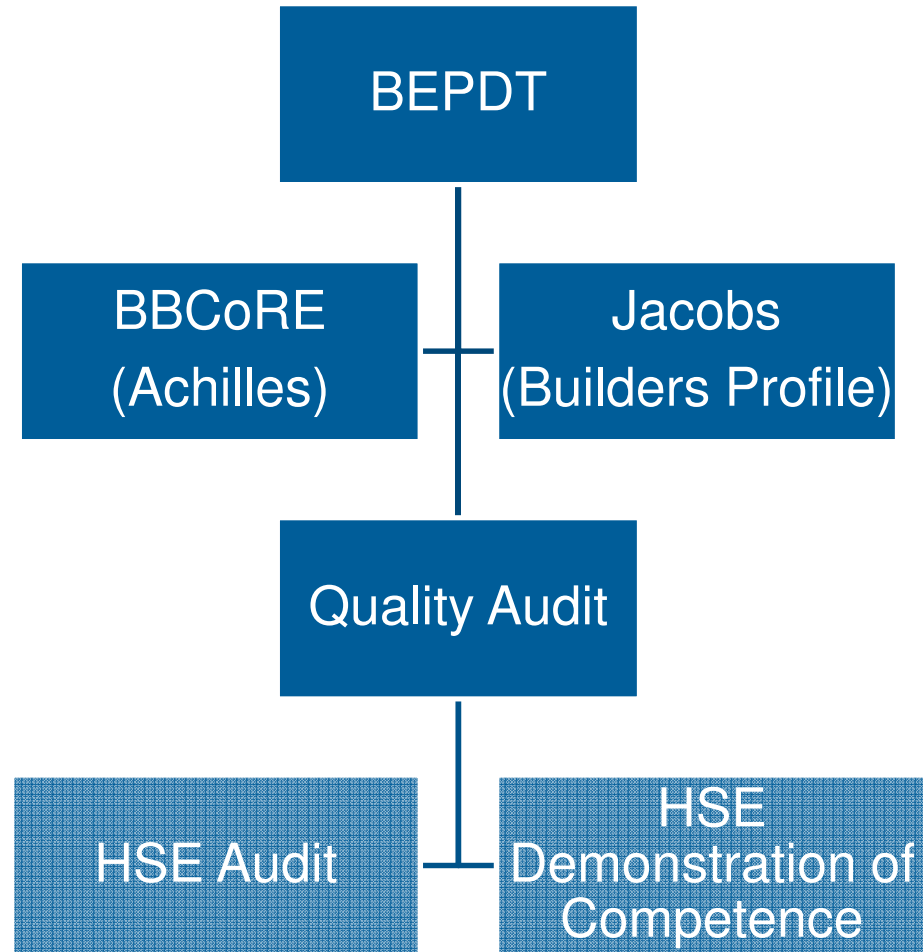 BEPDT
BBCoRE
(Achilles)
Jacobs
(Builders Profile)
Quality Audit
HSE Audit
HSE
Demonstration of
Competence